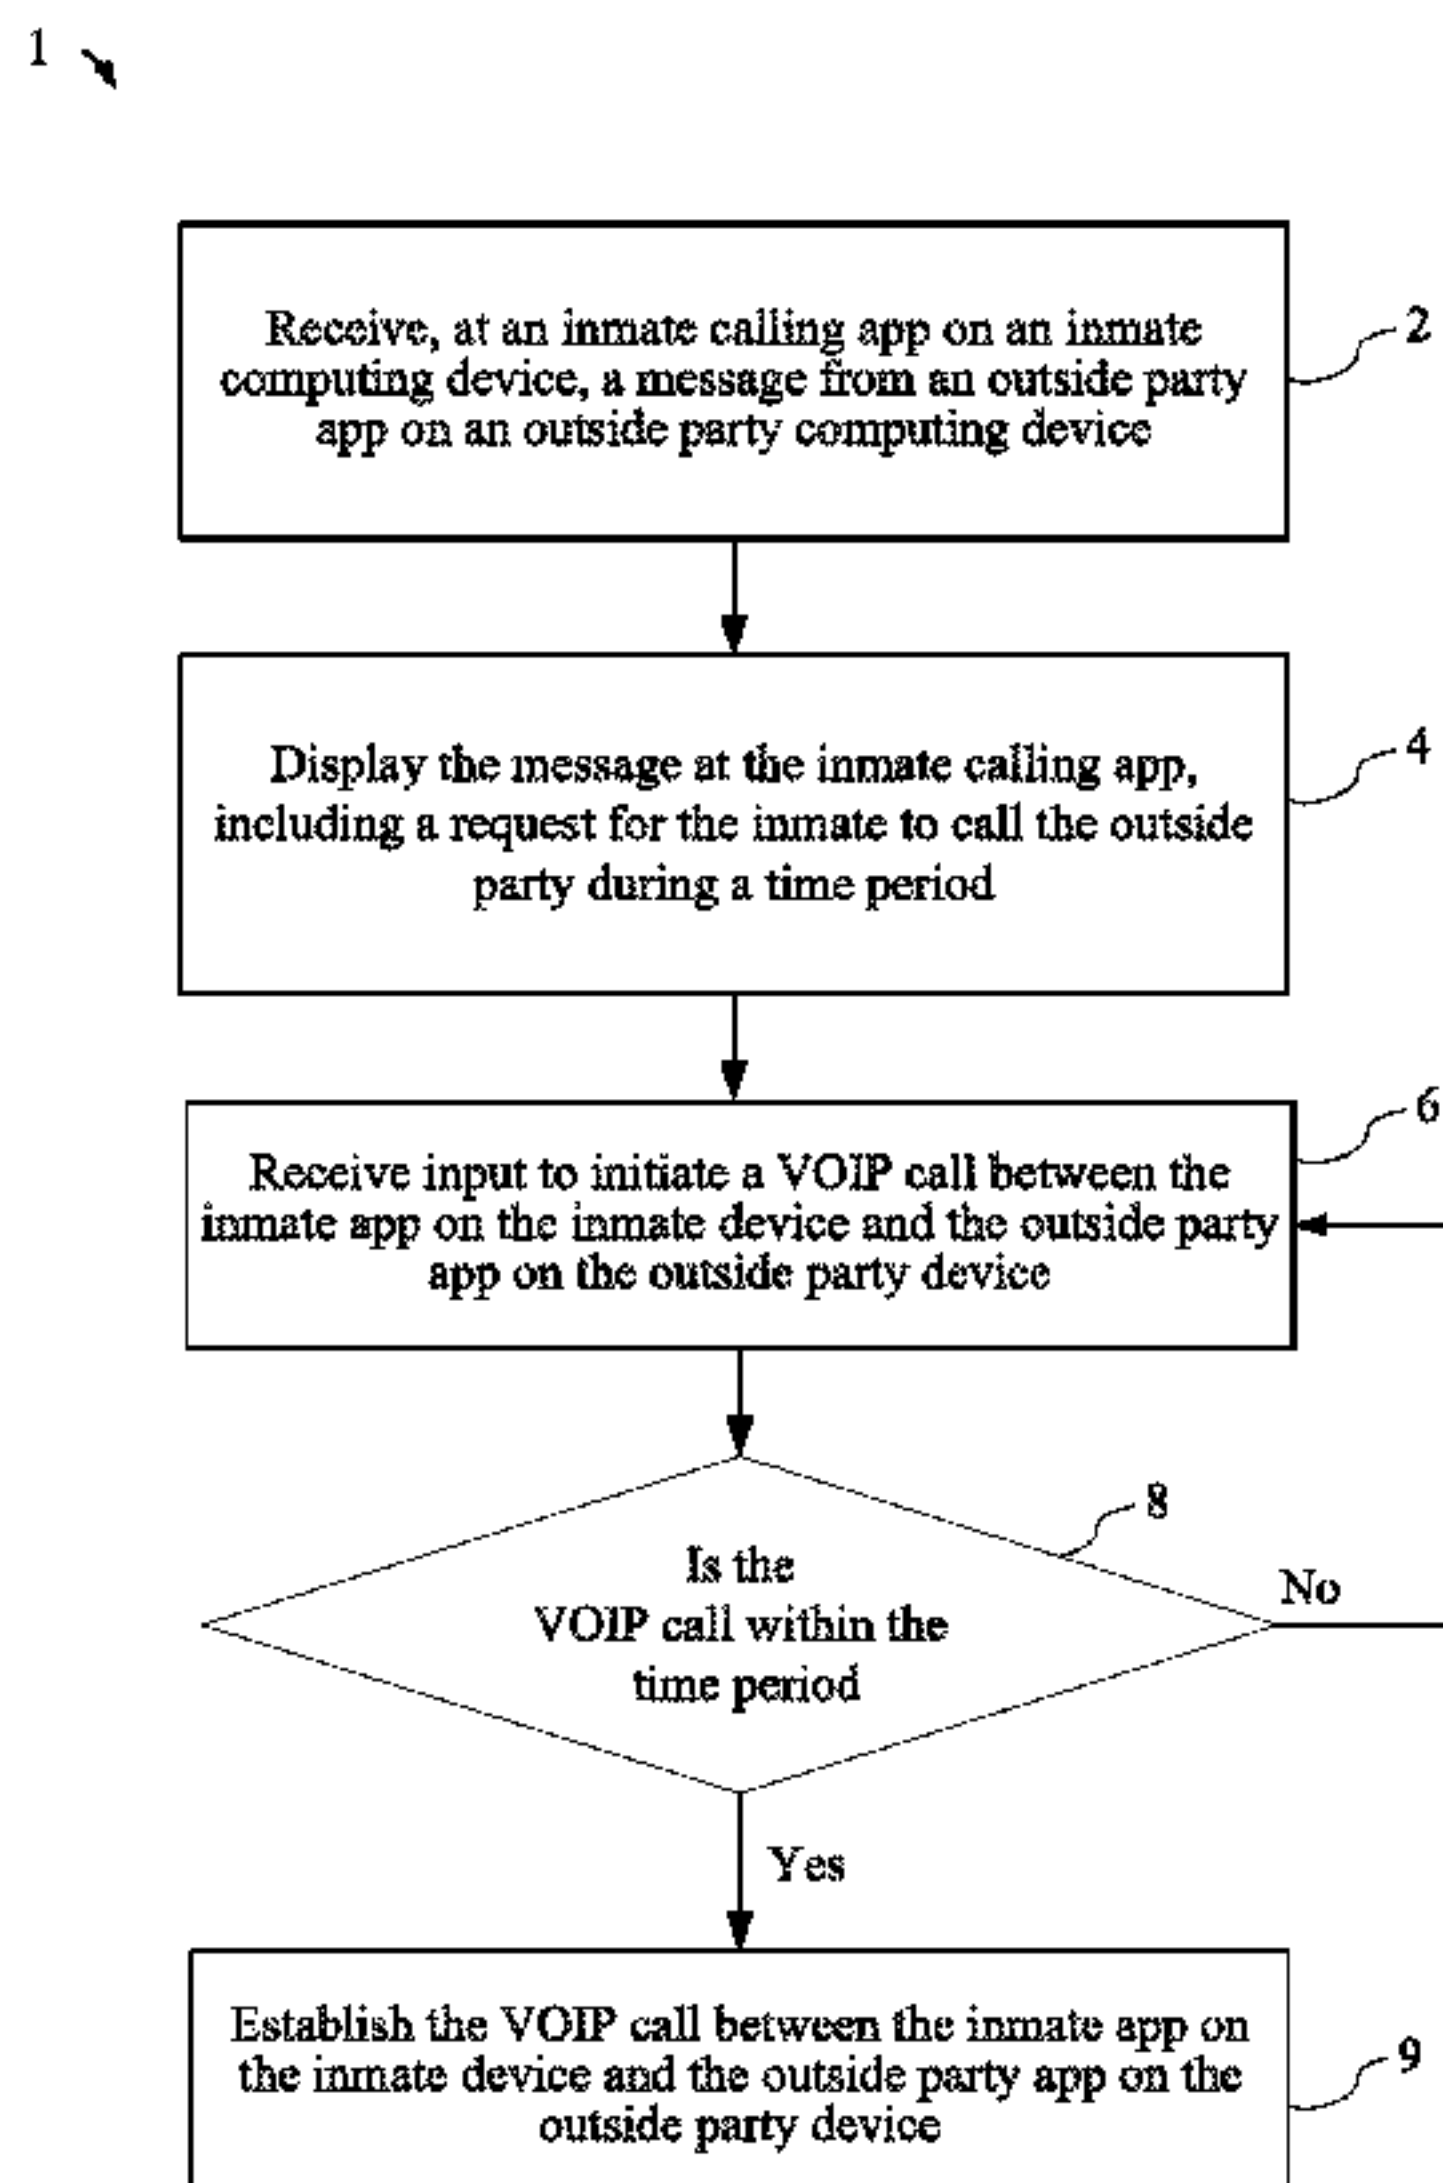 1
Receive, at an inmate calling app on an inmate
computing device, a message from an outside party
app on an outside party computing device
2
Display the message at the inmate calling app,
including a request for the inmate to call the outside
party during a time period
4
Receive input to initiate a VOIP call between the
inmate app on the inmate device and the outside party
app on the outside party device
6
Is the
VOIP call within the
time period
8
No
Yes
Establish the VOIP call between the inmate app on
the inmate device and the outside party app on the
outside party device
9